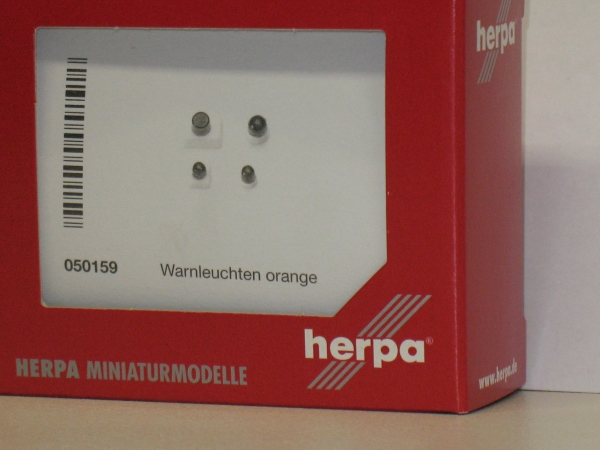 herpa
050159 Warnleuchten orange
herpa®
HERPA MINIATURMODELLE
www.herpa.de